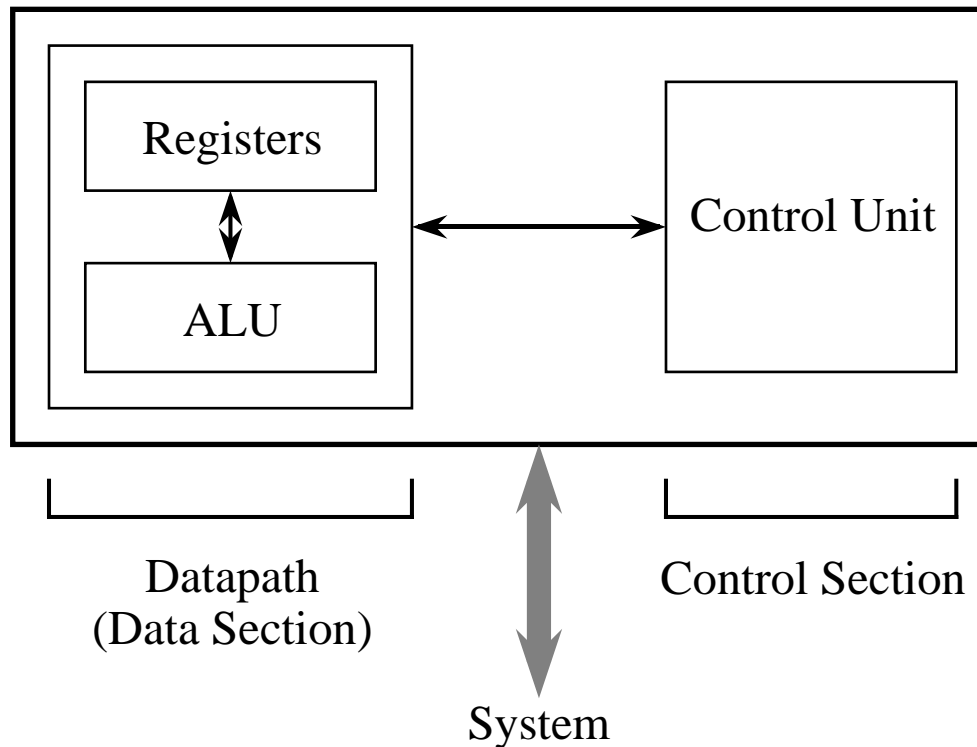 Registers
ALU
Control Unit
Datapath
(Data Section)
Control Section
System